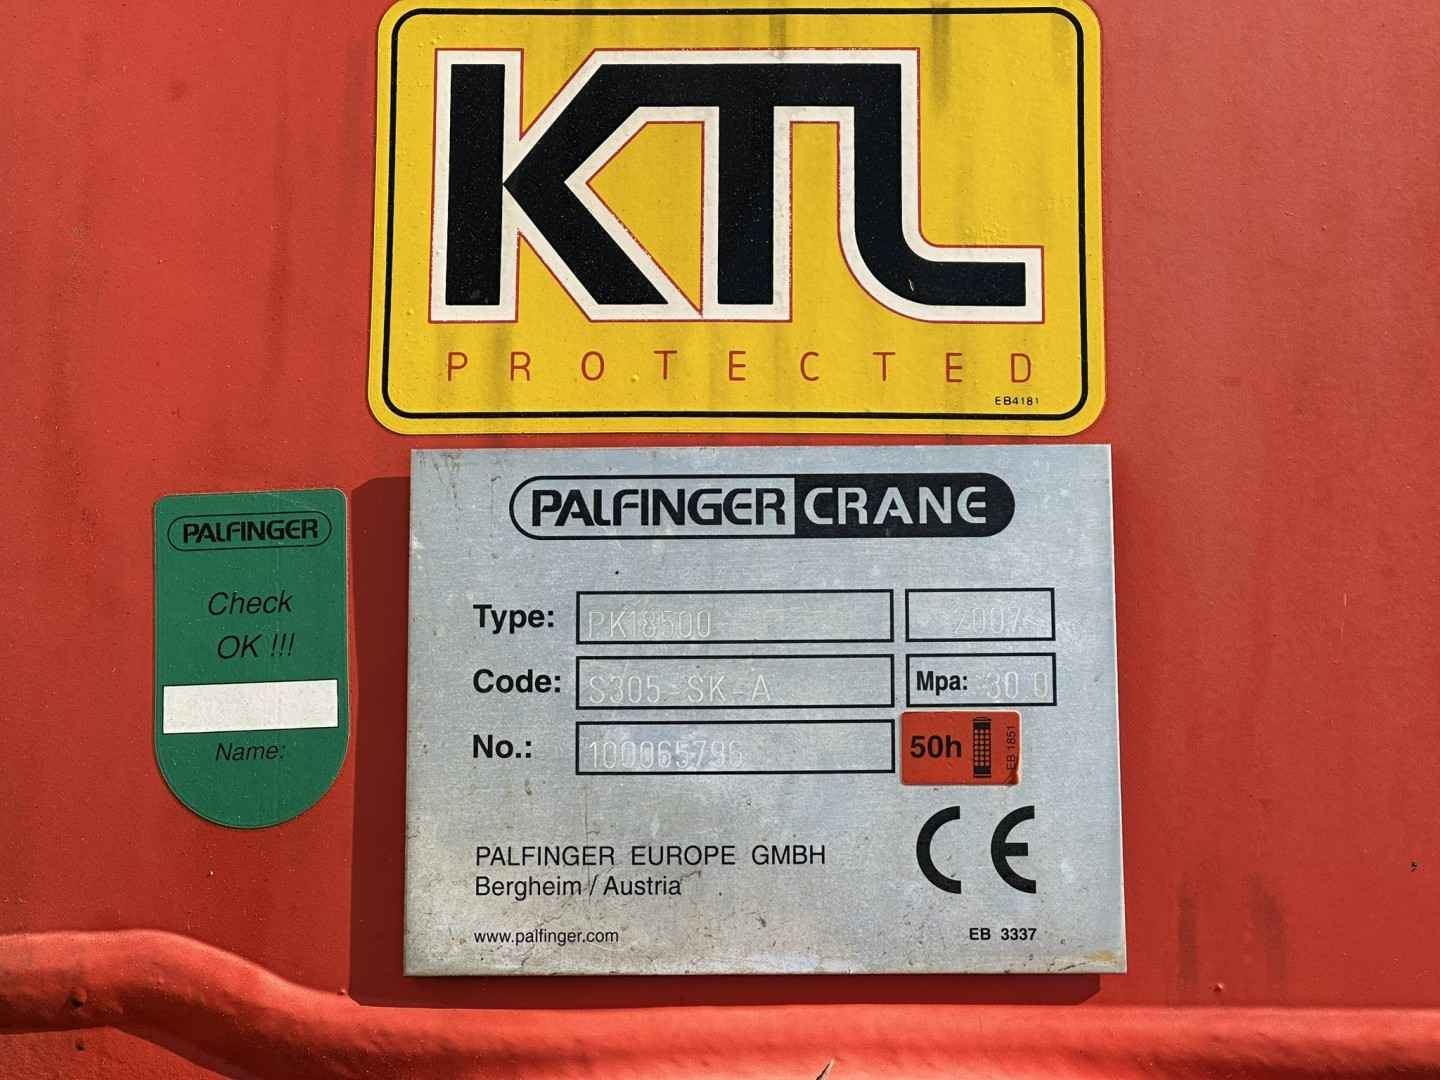 KTL
PROTECTED
EB4181
PALFINGER CRANE
Type: PK18500 2007
Code: S305-SK-A Mpa: 30.0
No.: 100065796
50h
EB 1851
PALFINGER EUROPE GMBH
Bergheim / Austria
CE
www.palfinger.com
EB 3337
PALFINGER
Check
OK !!!
Name: